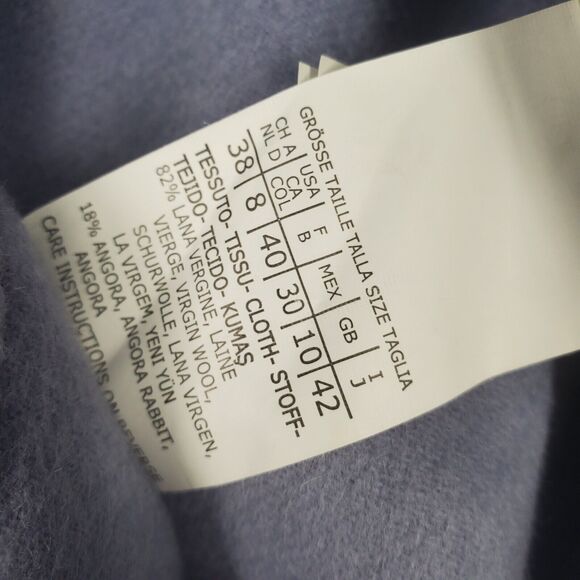 GRÖSSE TAILLE TALLA SIZE TAGLIA
CH A USA F MEX GB I
NL D CA COL B J
38 8 40 30 10 42
TESSUTO- TISSU- CLOTH- STOFF-
TEJIDO- TECIDO- KUMAŞ
82% LANA VERGINE, LAINE
VIERGE, VIRGIN WOOL,
SCHURWOLLE, LANA VIRGEN,
LA VIRGEM, YENI YÜN
18% ANGORA, ANGORA RABBIT,
ANGORA
CARE INSTRUCTIONS ON REVERSE